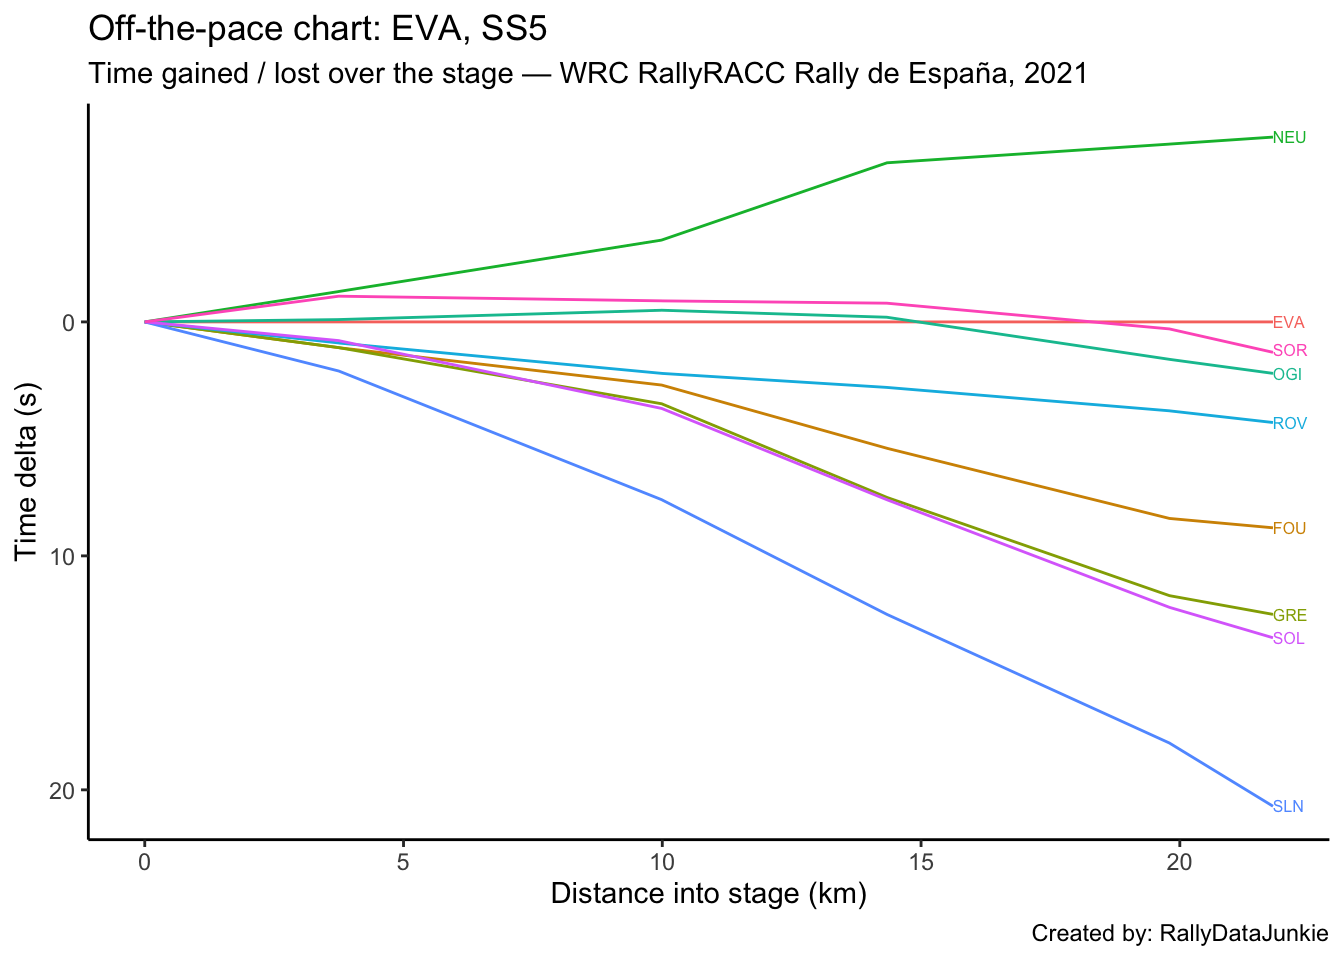 Off-the-pace chart: EVA, SS5
Time gained / lost over the stage — WRC RallyRACC Rally de España, 2021
NEU
0
EVA
SOR
OGI
ROV
Time delta (s)
FOU
10
GRE
SOL
20
SLN
0 5 10 15 20
Distance into stage (km)
Created by: RallyDataJunkie